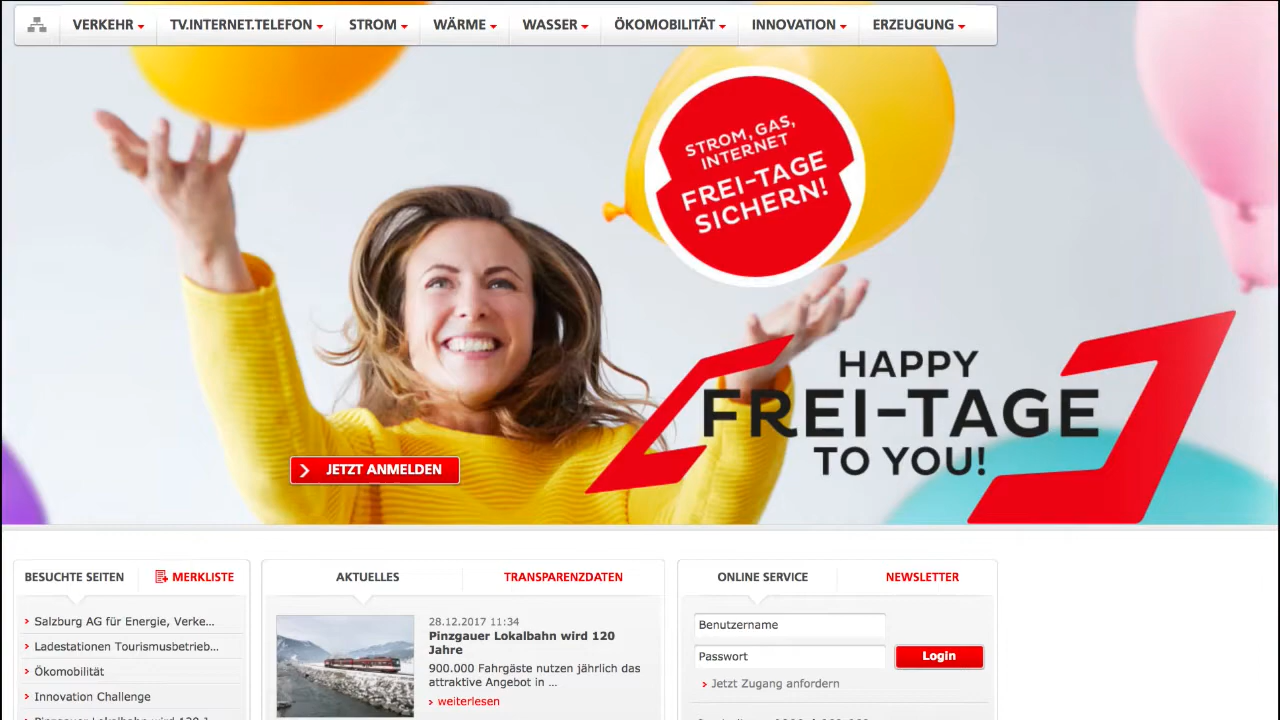 VERKEHR TV.INTERNET.TELEFON STROM WÄRME WASSER ÖKOMOBILITÄT INNOVATION ERZEUGUNG
STROM, GAS,
INTERNET
FREI-TAGE
SICHERN!
HAPPY
FREI-TAGE
TO YOU!
JETZT ANMELDEN
BESUCHTE SEITEN MERKLISTE
Salzburg AG für Energie, Verke...
Ladestationen Tourismusbetrieb...
Ökomobilität
Innovation Challenge
AKTUELLES TRANSPARENZDATEN
28.12.2017 11:34
Pinzgauer Lokalbahn wird 120
Jahre
900.000 Fahrgäste nutzen jährlich das
attraktive Angebot in ...
weiterlesen
ONLINE SERVICE NEWSLETTER
Benutzername
Passwort Login
Jetzt Zugang anfordern